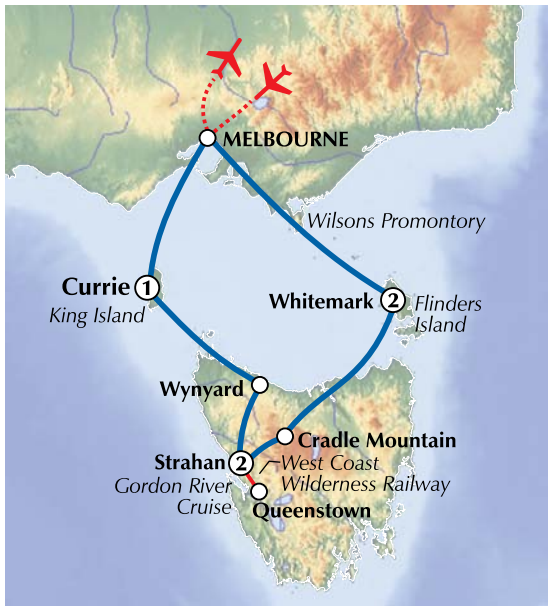 MELBOURNE
Wilsons Promontory
Currie 1
King Island
Whitemark 2
Flinders
Island
Wynyard
Cradle Mountain
Strahan 2
West Coast
Wilderness Railway
Gordon River
Cruise
Queenstown